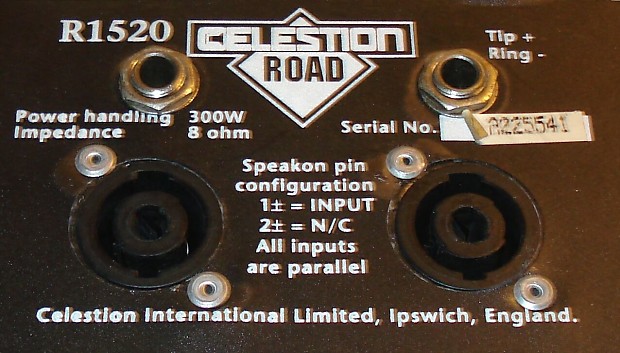 R1520
CELESTION
ROAD
Tip +
Ring -
Power handling 300W
Impedance 8 ohm
Serial No. A225541
Speakon pin
configuration
1± = INPUT
2± = N/C
All inputs
are parallel
Celestion International Limited, Ipswich, England.